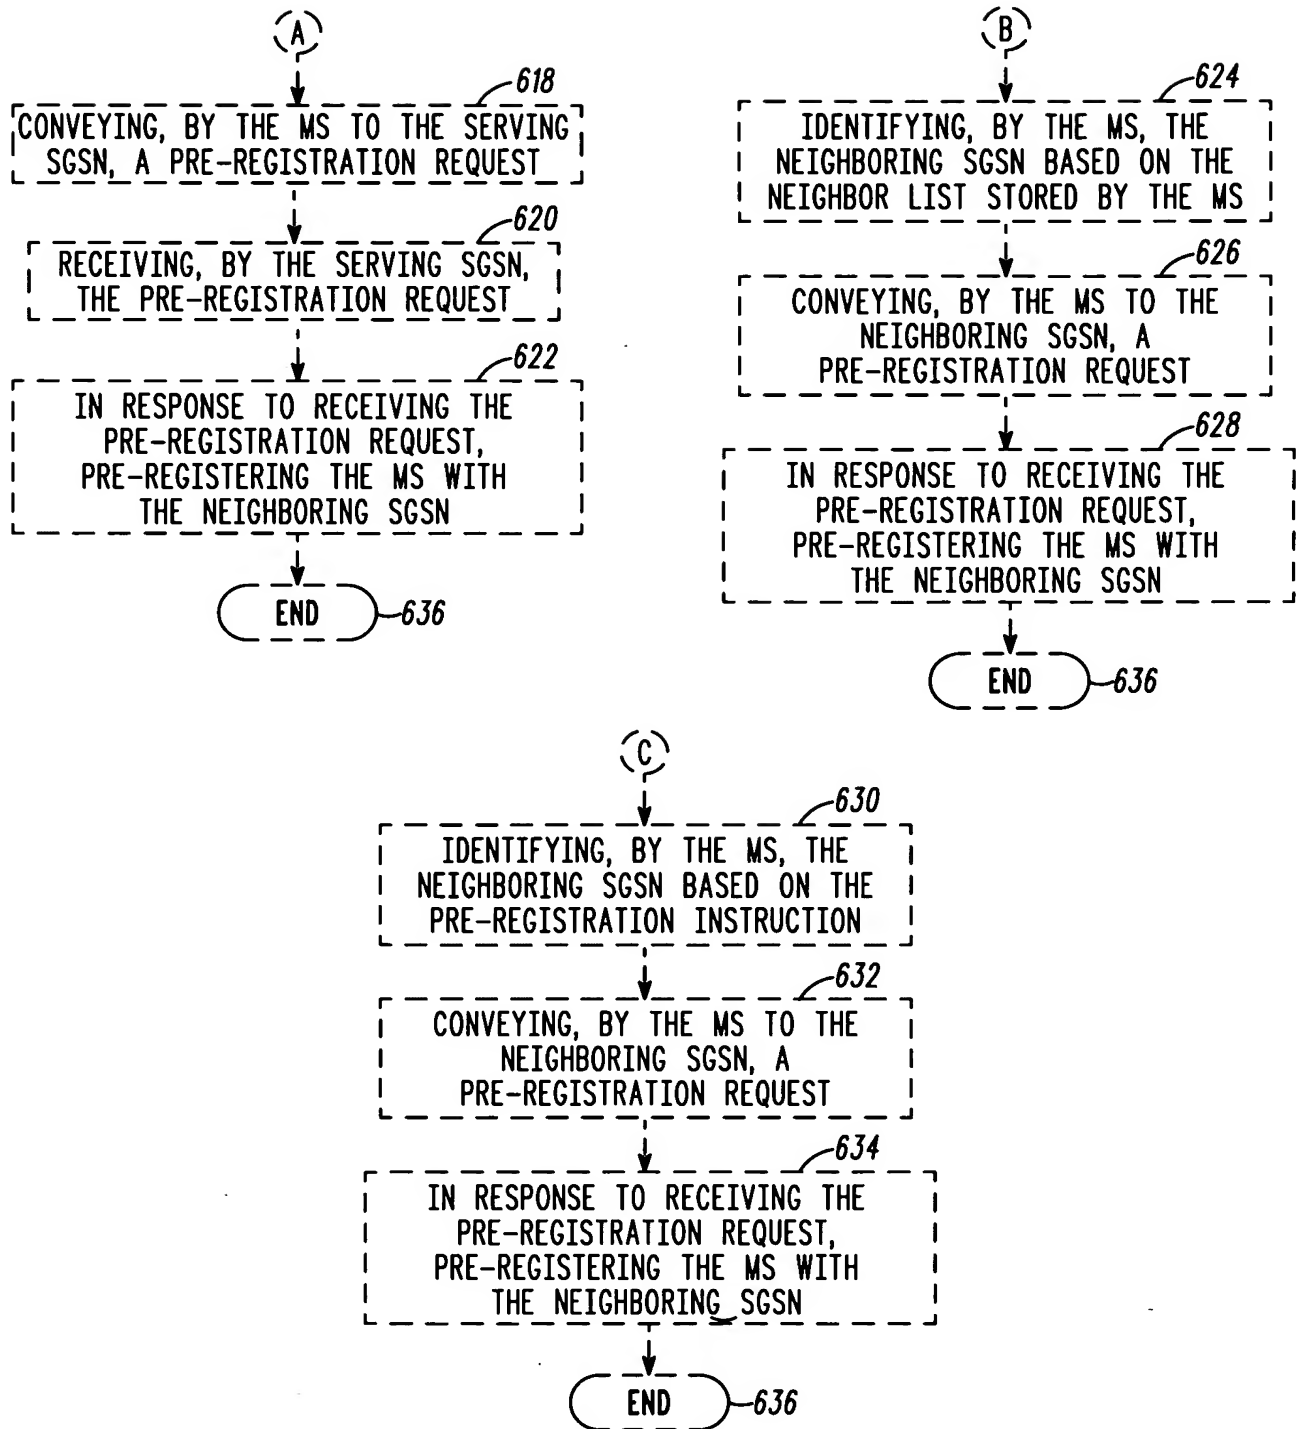 A
618
CONVEYING, BY THE MS TO THE SERVING
SGSN, A PRE-REGISTRATION REQUEST
620
RECEIVING, BY THE SERVING SGSN,
THE PRE-REGISTRATION REQUEST
622
IN RESPONSE TO RECEIVING THE
PRE-REGISTRATION REQUEST,
PRE-REGISTERING THE MS WITH
THE NEIGHBORING SGSN
END
636
B
624
IDENTIFYING, BY THE MS, THE
NEIGHBORING SGSN BASED ON THE
NEIGHBOR LIST STORED BY THE MS
626
CONVEYING, BY THE MS TO THE
NEIGHBORING SGSN, A
PRE-REGISTRATION REQUEST
628
IN RESPONSE TO RECEIVING THE
PRE-REGISTRATION REQUEST,
PRE-REGISTERING THE MS WITH
THE NEIGHBORING SGSN
END
636
C
630
IDENTIFYING, BY THE MS, THE
NEIGHBORING SGSN BASED ON THE
PRE-REGISTRATION INSTRUCTION
632
CONVEYING, BY THE MS TO THE
NEIGHBORING SGSN, A
PRE-REGISTRATION REQUEST
634
IN RESPONSE TO RECEIVING THE
PRE-REGISTRATION REQUEST,
PRE-REGISTERING THE MS WITH
THE NEIGHBORING SGSN
END
636